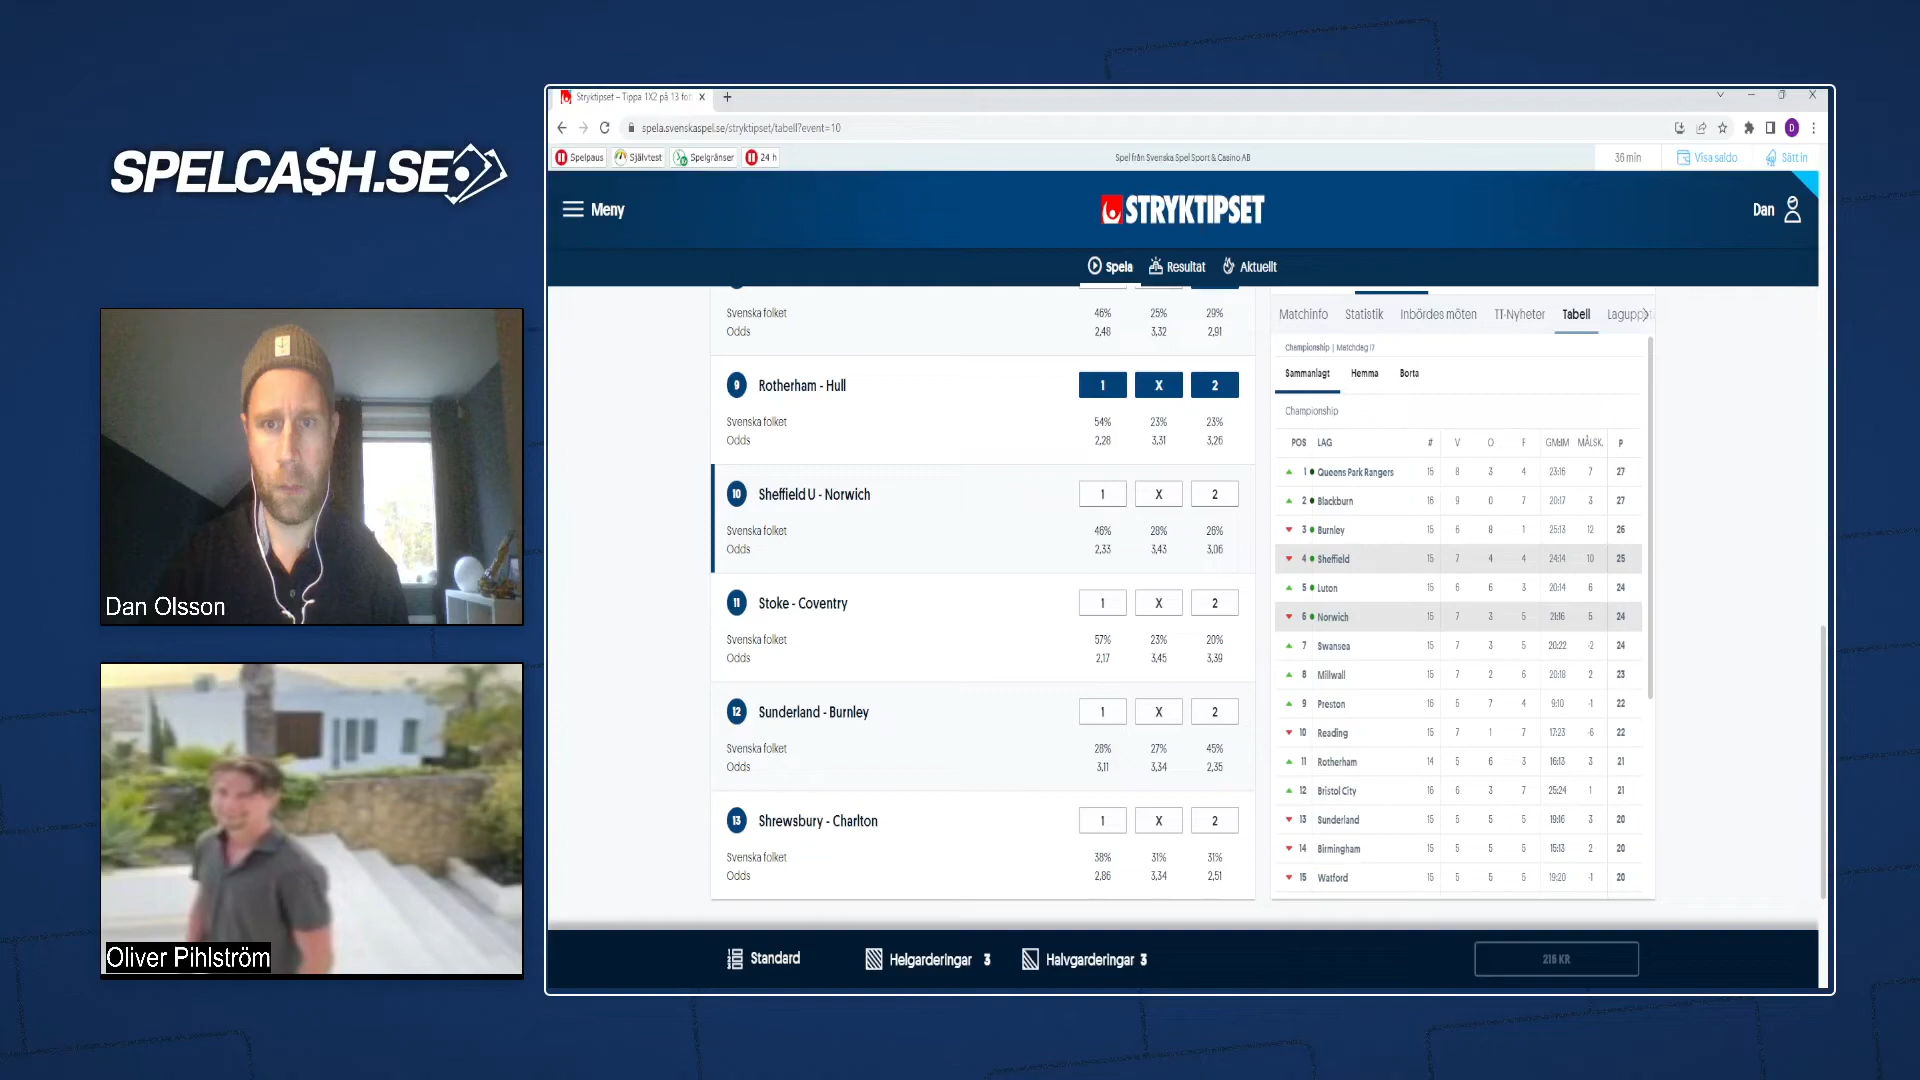 SPELCA$H.SE
Dan Olsson
Oliver Pihlström
Stryktipset – Tippa 1X2 på 13 fot
spela.svenskaspel.se/stryktipset/tabell?event=10
Spelpaus
Självtest
Spelgränser
24 h
Spel från Svenska Spel Sport & Casino AB
36 min
Visa saldo
Sätt in
Meny
STRYKTIPSET
Dan
Spela
Resultat
Aktuellt
Svenska folket 46% 25% 29%
Odds 2,48 3,32 2,91
9 Rotherham - Hull 1 X 2
Svenska folket 54% 23% 23%
Odds 2,28 3,31 3,26
10 Sheffield U - Norwich 1 X 2
Svenska folket 46% 28% 26%
Odds 2,33 3,43 3,06
11 Stoke - Coventry 1 X 2
Svenska folket 57% 23% 20%
Odds 2,17 3,45 3,39
12 Sunderland - Burnley 1 X 2
Svenska folket 28% 27% 45%
Odds 3,11 3,34 2,35
13 Shrewsbury - Charlton 1 X 2
Svenska folket 38% 31% 31%
Odds 2,86 3,34 2,51
Matchinfo Statistik Inbördes möten TT-Nyheter Tabell Lagupp
Championship | Matchdag 17
Sammanlagt Hemma Borta
Championship
POS LAG # V O F GM:IM MÅLSK. P
1 Queens Park Rangers 15 8 3 4 23:16 7 27
2 Blackburn 16 9 0 7 20:17 3 27
3 Burnley 15 6 8 1 25:13 12 26
4 Sheffield 15 7 4 4 24:14 10 25
5 Luton 15 6 6 3 20:14 6 24
6 Norwich 15 7 3 5 21:16 5 24
7 Swansea 15 7 3 5 20:22 -2 24
8 Millwall 15 7 2 6 20:18 2 23
9 Preston 16 5 7 4 9:10 -1 22
10 Reading 15 7 1 7 17:23 -6 22
11 Rotherham 14 5 6 3 16:13 3 21
12 Bristol City 16 6 3 7 25:24 1 21
13 Sunderland 15 5 5 5 19:16 3 20
14 Birmingham 15 5 5 5 15:13 2 20
15 Watford 15 5 5 5 19:20 -1 20
Standard
Helgarderingar 3
Halvgarderingar 3
216 KR